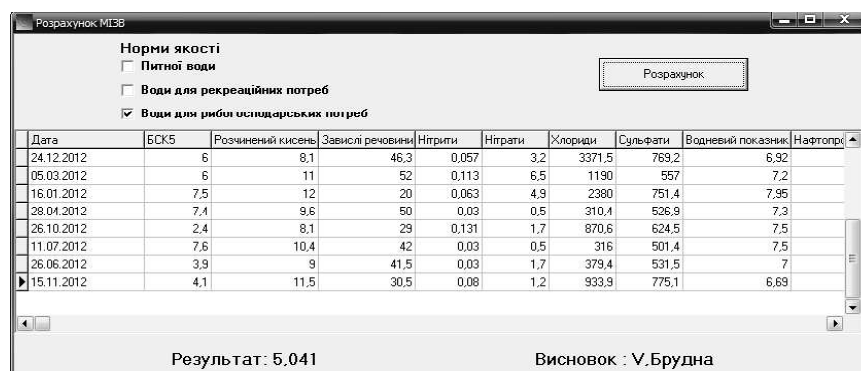 Розрахунок МІЗВ
Норми якості
Питної води
Води для рекреаційних потреб
Води для рибогосподарських потреб
Розрахунок
Дата БСК5 Розчинений кисень Завислі речовини Нітрити Нітрати Хлориди Сульфати Водневий показник Нафтопро
24.12.2012 6 8,1 46,3 0,057 3,2 3371,5 769,2 6,92
05.03.2012 6 11 52 0,113 6,5 1190 557 7,2
16.01.2012 7,5 12 20 0,063 4,9 2380 751,4 7,95
28.04.2012 7,4 9,6 50 0,03 0,5 310,4 526,9 7,3
26.10.2012 2,4 8,1 29 0,131 1,7 870,6 624,5 7,5
11.07.2012 7,6 10,4 42 0,03 0,5 316 501,4 7,5
26.06.2012 3,9 9 41,5 0,03 1,7 379,4 531,5 7
15.11.2012 4,1 11,5 30,5 0,08 1,2 933,9 775,1 6,69
Результат: 5,041 Висновок : V,Брудна